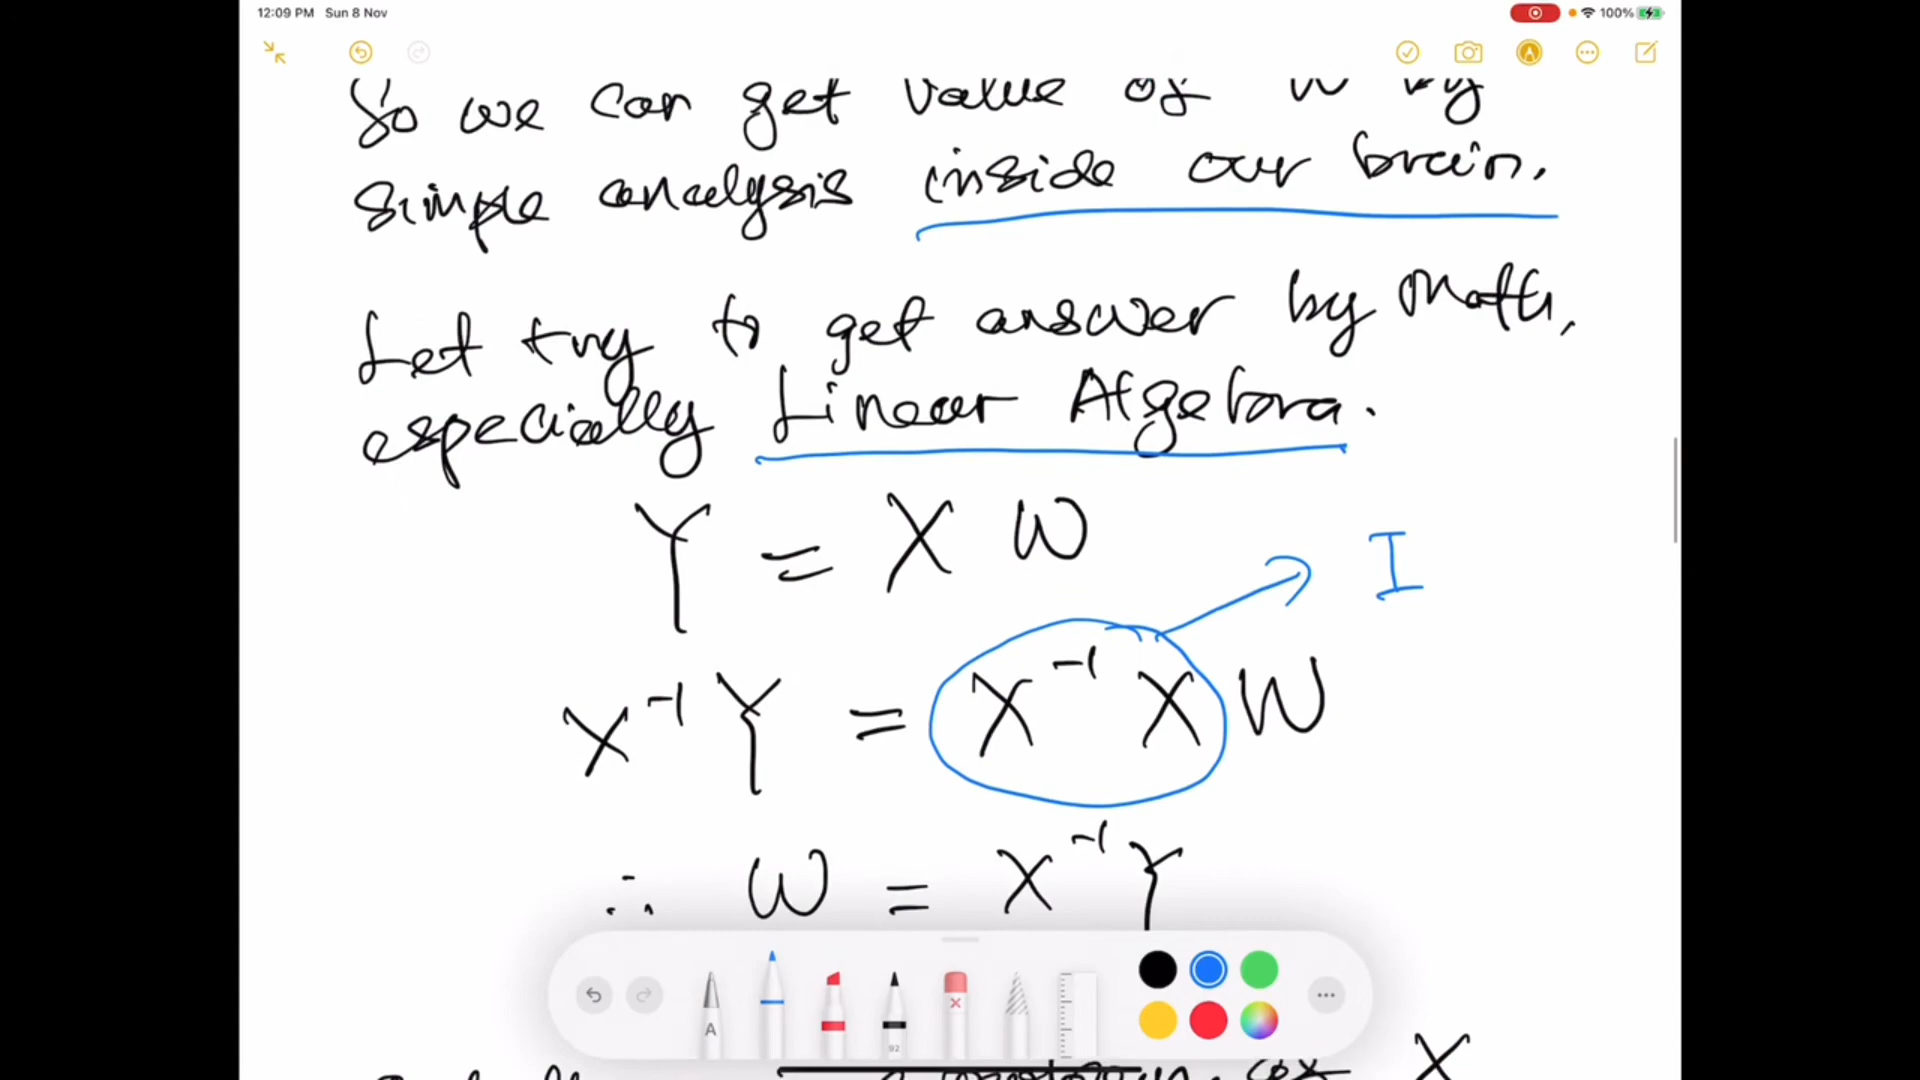 12:09 PM Sun 8 Nov
100%
So we can get value of W by
simple analysis inside our brain.
Let try to get answer by Math,
especially Linear Algebra.
Y = X W
I
X⁻¹ Y = X⁻¹ X W
∴ W = X⁻¹ Y
A
92
X